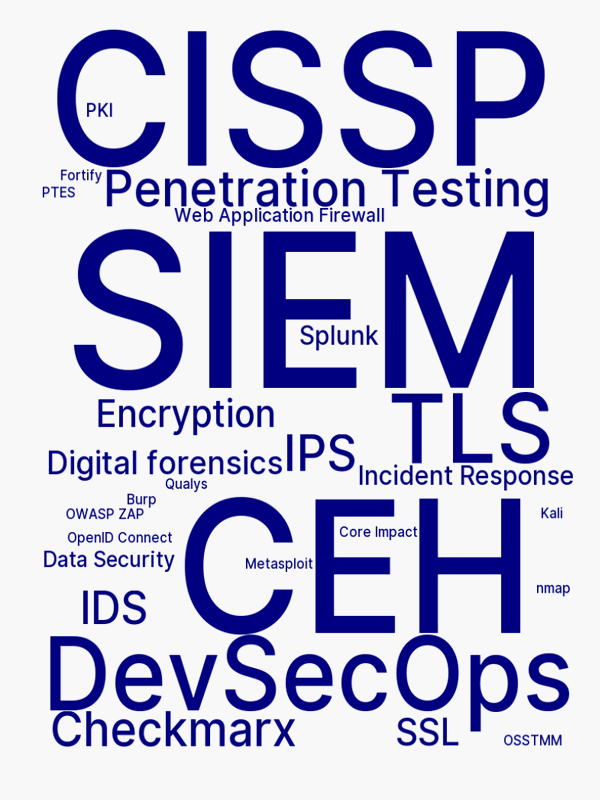 CISSP
PKI
Fortify
Penetration Testing
PTES
Web Application Firewall
SIEM
Splunk
Encryption
TLS
IPS
Digital forensics
Incident Response
Qualys
Burp
OWASP ZAP
CEH
Kali
Core Impact
OpenID Connect
Data Security
Metasploit
nmap
IDS
DevSecOps
Checkmarx
SSL
OSSTMM